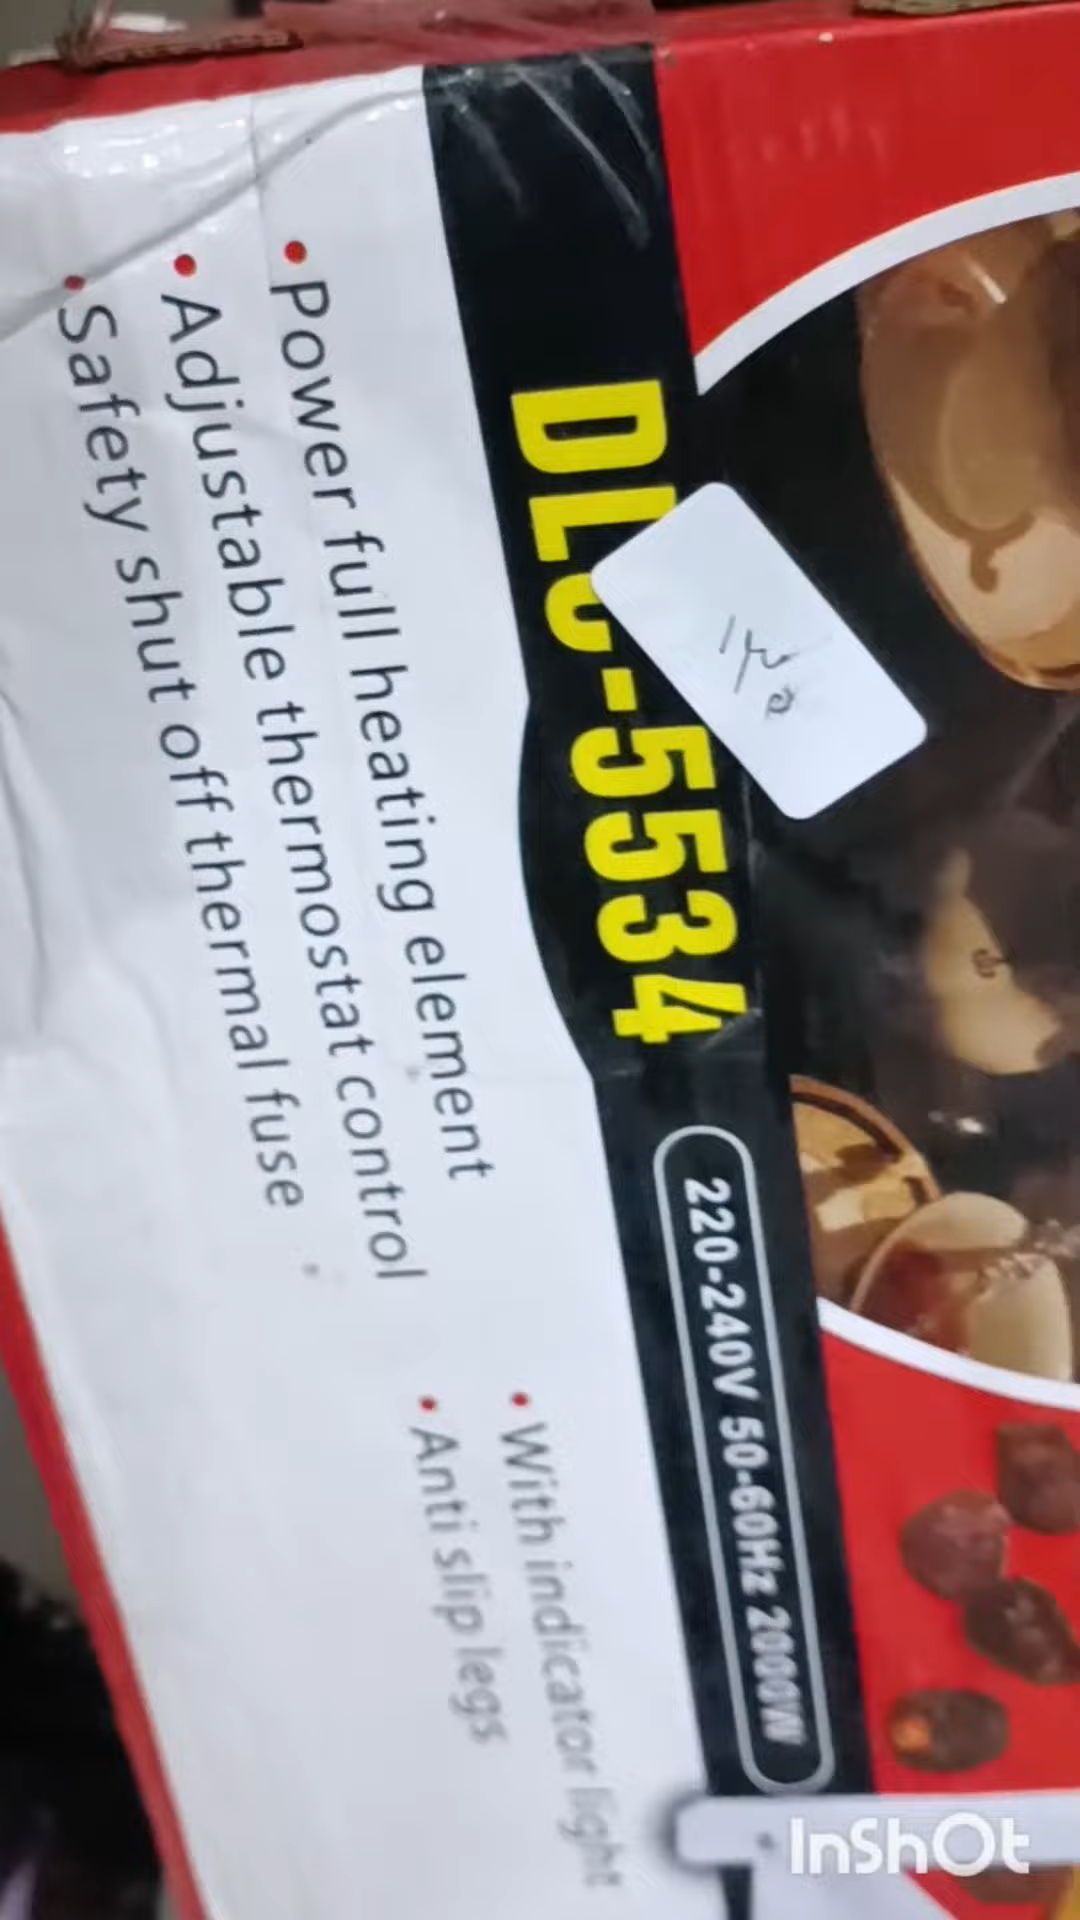 DLC-5534
220-240V 50-60Hz 2000W
• Power full heating element
• Adjustable thermostat control
• Safety shut off thermal fuse
• With indicator light
• Anti slip legs
InShOt